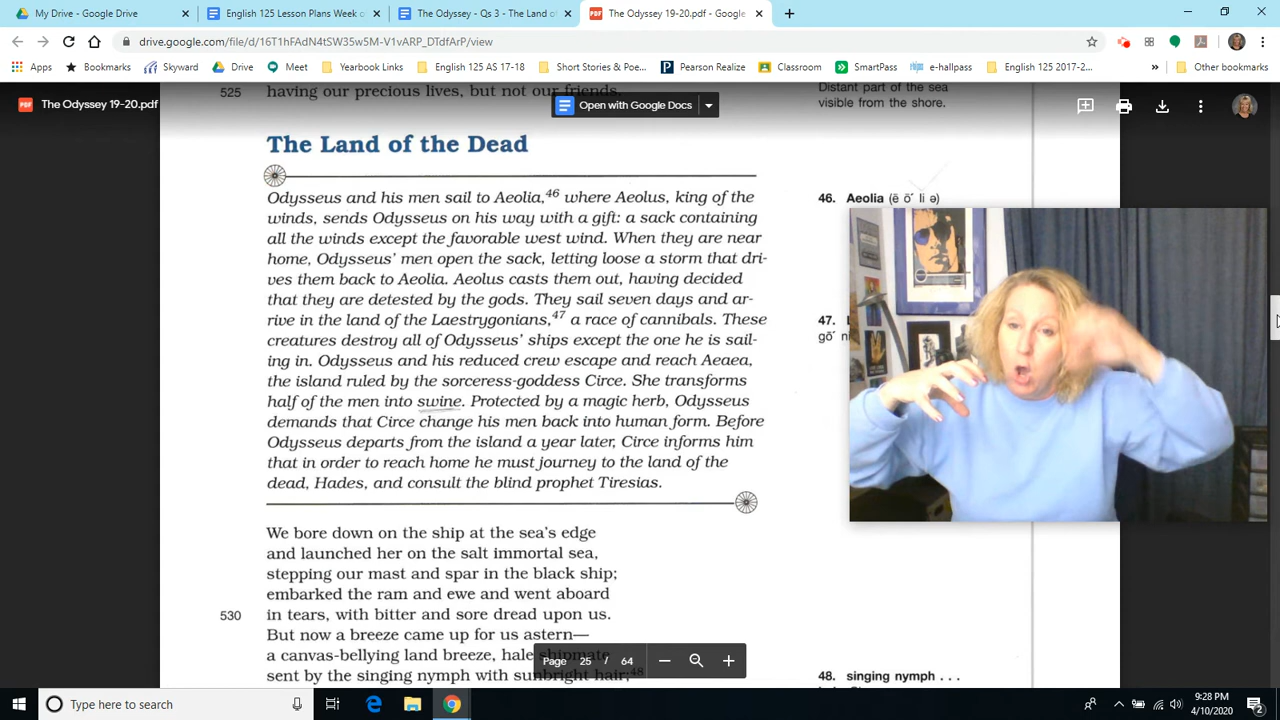 My Drive
English 125 Lesson Plans Week o
The Odyssey - Qs 3 - The Land of
The Odyssey 19-20.pdf - Google
drive.google.com/file/d/16T1hFAdN4tSW35w5M-V1vARP_DTdfArP/view
Apps Bookmarks Skyward Drive Meet Yearbook Links English 125 AS 17-18 Short Stories & Poe... Pearson Realize Classroom SmartPass e-hallpass English 125 2017-2... » Other bookmarks
525 having our precious lives, but not our friends.
Distant part of the sea
visible from the shore.
The Odyssey 19-20.pdf
Open with Google Docs
The Land of the Dead
Odysseus and his men sail to Aeolia,46 where Aeolus, king of the
winds, sends Odysseus on his way with a gift: a sack containing
all the winds except the favorable west wind. When they are near
home, Odysseus' men open the sack, letting loose a storm that dri-
ves them back to Aeolia. Aeolus casts them out, having decided
that they are detested by the gods. They sail seven days and ar-
rive in the land of the Laestrygonians,47 a race of cannibals. These
creatures destroy all of Odysseus' ships except the one he is sail-
ing in. Odysseus and his reduced crew escape and reach Aeaea,
the island ruled by the sorceress-goddess Circe. She transforms
half of the men into swine. Protected by a magic herb, Odysseus
demands that Circe change his men back into human form. Before
Odysseus departs from the island a year later, Circe informs him
that in order to reach home he must journey to the land of the
dead, Hades, and consult the blind prophet Tiresias.
46. Aeolia (ē ō´ li ə)
47. L
gō´ ni
We bore down on the ship at the sea's edge
and launched her on the salt immortal sea,
stepping our mast and spar in the black ship;
embarked the ram and ewe and went aboard
530 in tears, with bitter and sore dread upon us.
But now a breeze came up for us astern—
a canvas-bellying land breeze, hale shipmate
sent by the singing nymph with sunbright hair;48
48. singing nymph . . .
Page 25 / 64
Type here to search
9:28 PM
4/10/2020
2